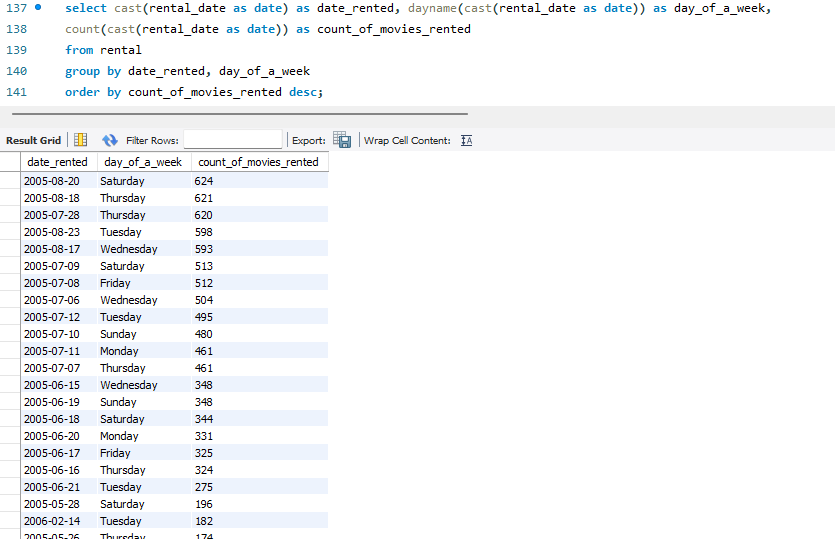 137 select cast(rental_date as date) as date_rented, dayname(cast(rental_date as date)) as day_of_a_week,
138 count(cast(rental_date as date)) as count_of_movies_rented
139 from rental
140 group by date_rented, day_of_a_week
141 order by count_of_movies_rented desc;
Result Grid Filter Rows: Export: Wrap Cell Content:
date_rented day_of_a_week count_of_movies_rented
2005-08-20 Saturday 624
2005-08-18 Thursday 621
2005-07-28 Thursday 620
2005-08-23 Tuesday 598
2005-08-17 Wednesday 593
2005-07-09 Saturday 513
2005-07-08 Friday 512
2005-07-06 Wednesday 504
2005-07-12 Tuesday 495
2005-07-10 Sunday 480
2005-07-11 Monday 461
2005-07-07 Thursday 461
2005-06-15 Wednesday 348
2005-06-19 Sunday 348
2005-06-18 Saturday 344
2005-06-20 Monday 331
2005-06-17 Friday 325
2005-06-16 Thursday 324
2005-06-21 Tuesday 275
2005-05-28 Saturday 196
2006-02-14 Tuesday 182
2005-05-26 Thursday 174